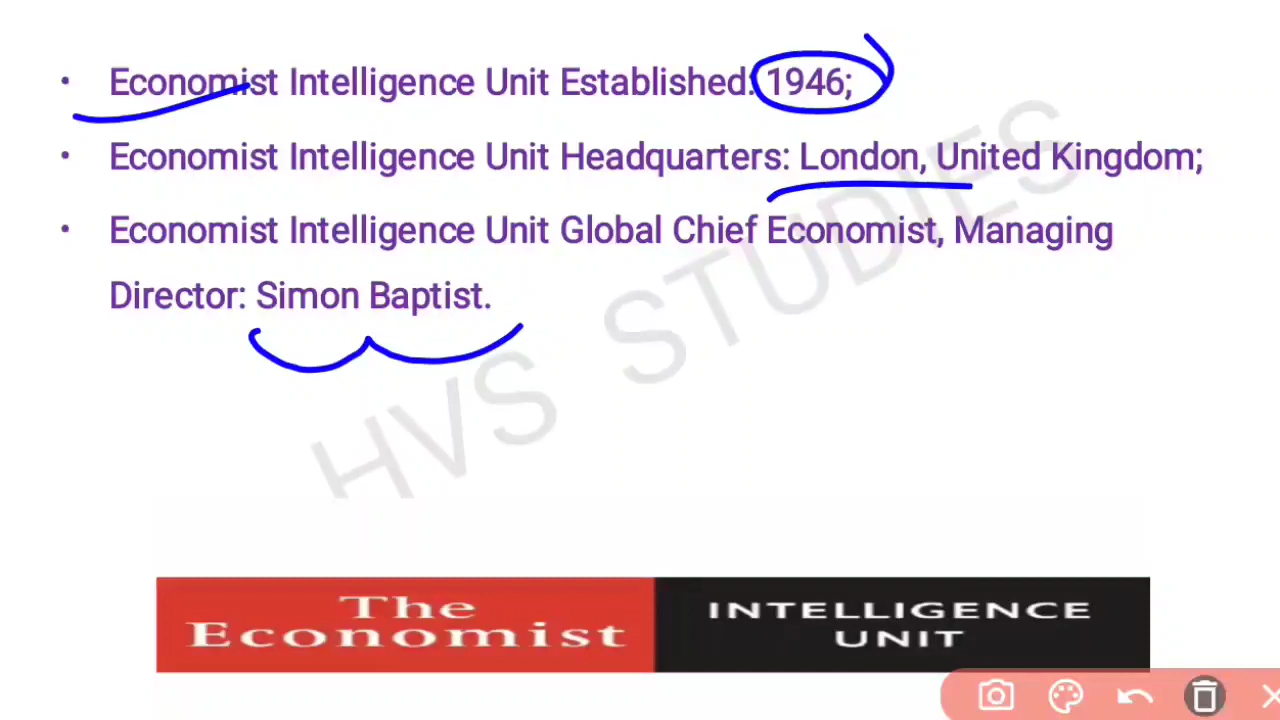 • Economist Intelligence Unit Established: 1946;
• Economist Intelligence Unit Headquarters: London, United Kingdom;
• Economist Intelligence Unit Global Chief Economist, Managing
Director: Simon Baptist.
HVS STUDIES
The Economist
INTELLIGENCE UNIT